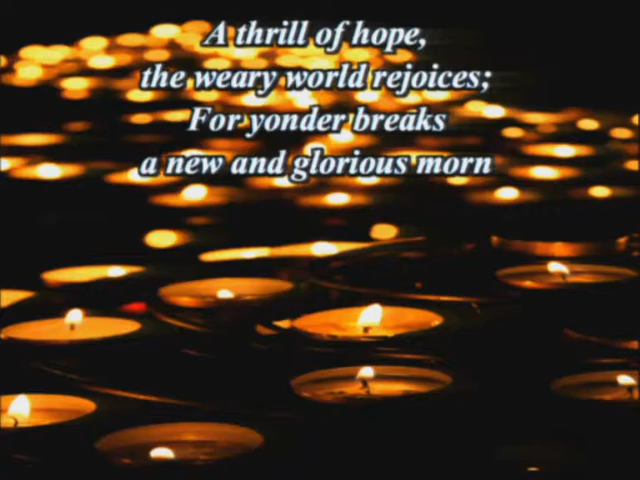 A thrill of hope,
the weary world rejoices;
For yonder breaks
a new and glorious morn